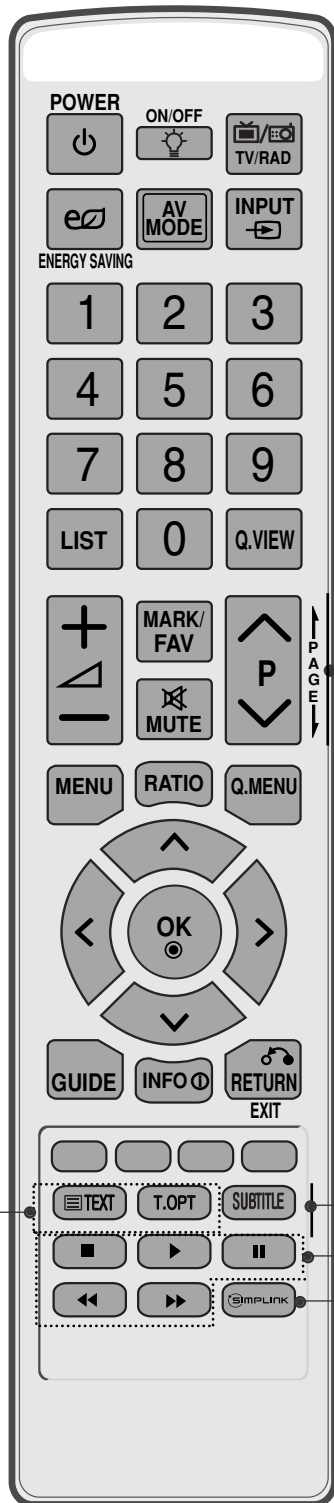 POWER
ON/OFF
TV/RAD
e
AV
MODE
INPUT
ENERGY SAVING
1 2 3
4 5 6
7 8 9
LIST 0 Q.VIEW
MARK/
FAV
P
MUTE
PAGE
MENU RATIO Q.MENU
OK
GUIDE INFO i RETURN
EXIT
TEXT T.OPT SUBTITLE
SIMPLINK